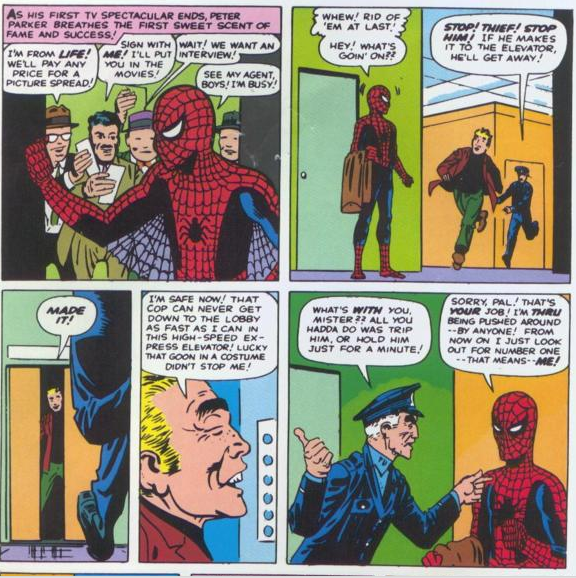 AS HIS FIRST TV SPECTACULAR ENDS, PETER
PARKER BREATHES THE FIRST SWEET SCENT OF
FAME AND SUCCESS!
I'M FROM LIFE!
WE'LL PAY ANY
PRICE FOR A
PICTURE SPREAD!
SIGN WITH
ME! I'LL PUT
YOU IN THE
MOVIES!
WAIT! WE WANT AN
INTERVIEW!
SEE MY AGENT,
BOYS! I'M BUSY!
WHEW! RID OF
'EM AT LAST!
HEY! WHAT'S
GOIN' ON??
STOP! THIEF! STOP
HIM! IF HE MAKES
IT TO THE ELEVATOR,
HE'LL GET AWAY!
MADE
IT!
I'M SAFE NOW! THAT
COP CAN NEVER GET
DOWN TO THE LOBBY
AS FAST AS I CAN IN
THIS HIGH-SPEED EX-
PRESS ELEVATOR! LUCKY
THAT GOON IN A COSTUME
DIDN'T STOP ME!
WHAT'S WITH YOU,
MISTER?? ALL YOU
HADDA DO WAS TRIP
HIM, OR HOLD HIM
JUST FOR A MINUTE!
SORRY, PAL! THAT'S
YOUR JOB! I'M THRU
BEING PUSHED AROUND
--BY ANYONE! FROM
NOW ON I JUST LOOK
OUT FOR NUMBER ONE
--THAT MEANS--ME!